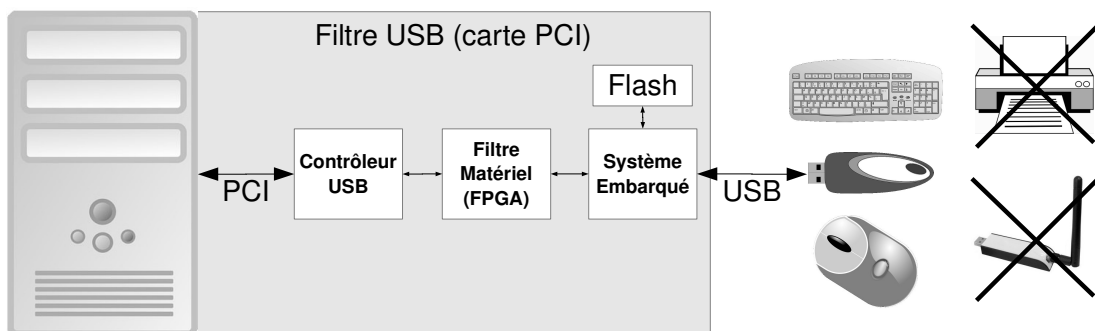 Filtre USB (carte PCI)
Flash
Contrôleur
USB
Filtre
Matériel
(FPGA)
Système
Embarqué
PCI
USB